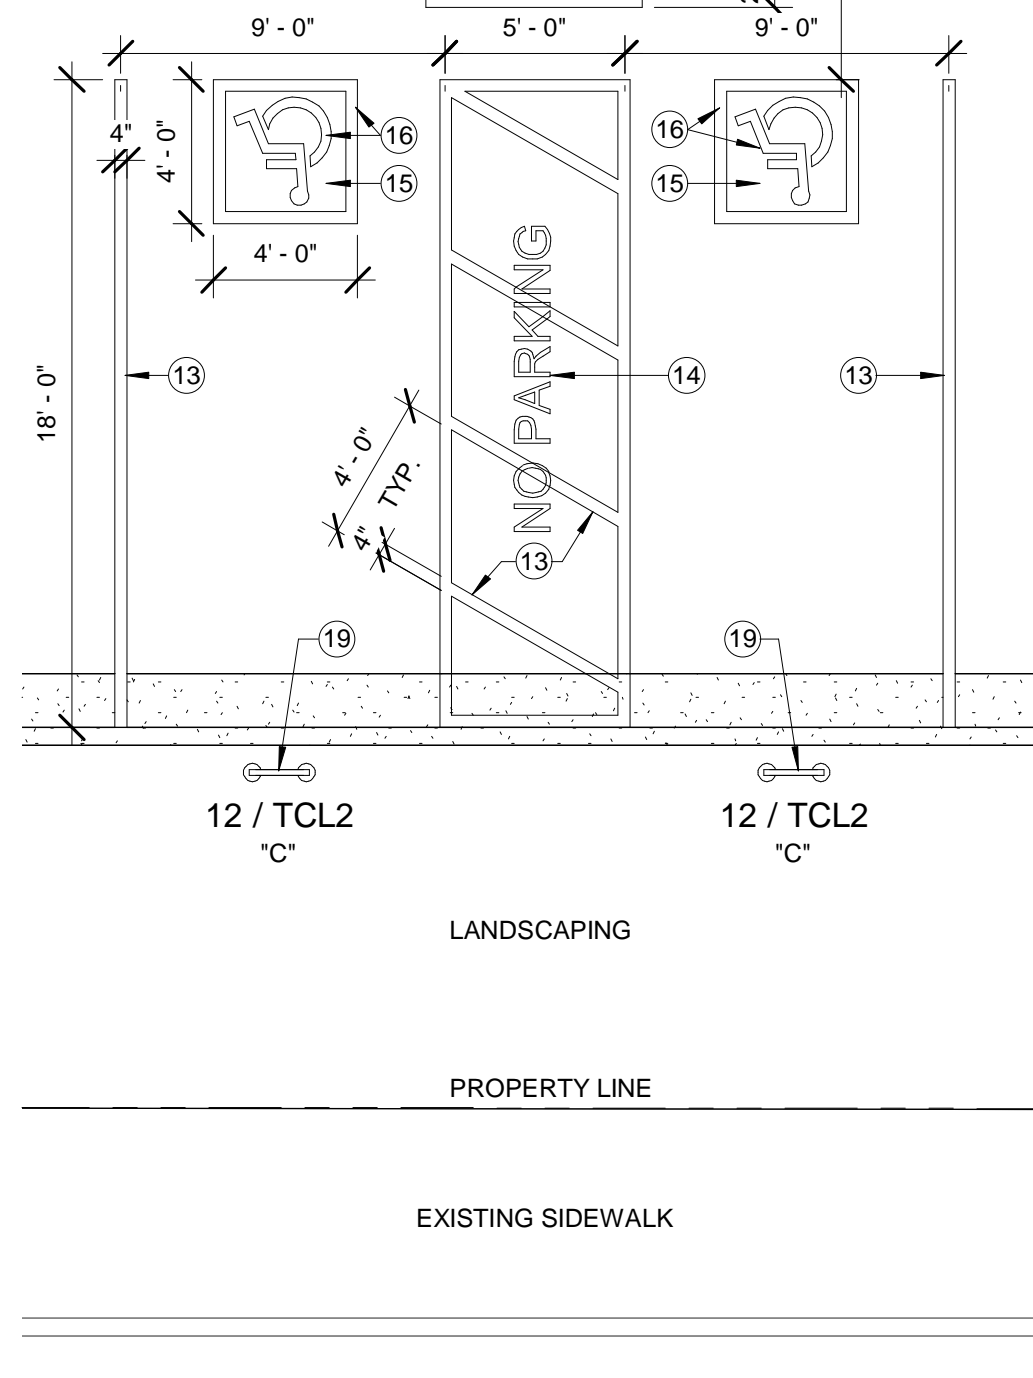 9' - 0"
5' - 0"
9' - 0"
4"
4' - 0"
16
15
16
15
4' - 0"
18' - 0"
13
NO PARKING
14
13
4' - 0"
TYP.
4"
13
19
19
12 / TCL2
"C"
12 / TCL2
"C"
LANDSCAPING
PROPERTY LINE
EXISTING SIDEWALK